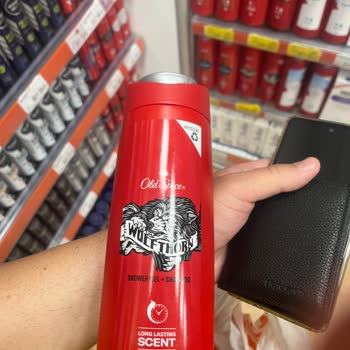 Old Spice
WOLFTHORN
SHOWER GEL + SHAMPOO
LONG LASTING
SCENT